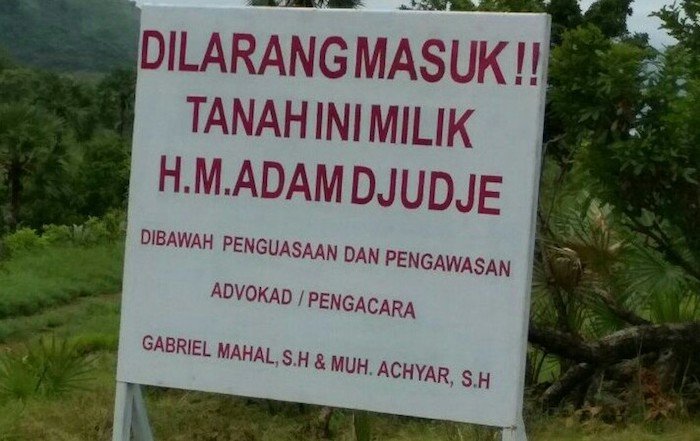 DILARANG MASUK!!
TANAH INI MILIK
H.M.ADAM DJUDJE
DIBAWAH PENGUASAAN DAN PENGAWASAN
ADVOKAD / PENGACARA
GABRIEL MAHAL, S.H & MUH. ACHYAR, S.H